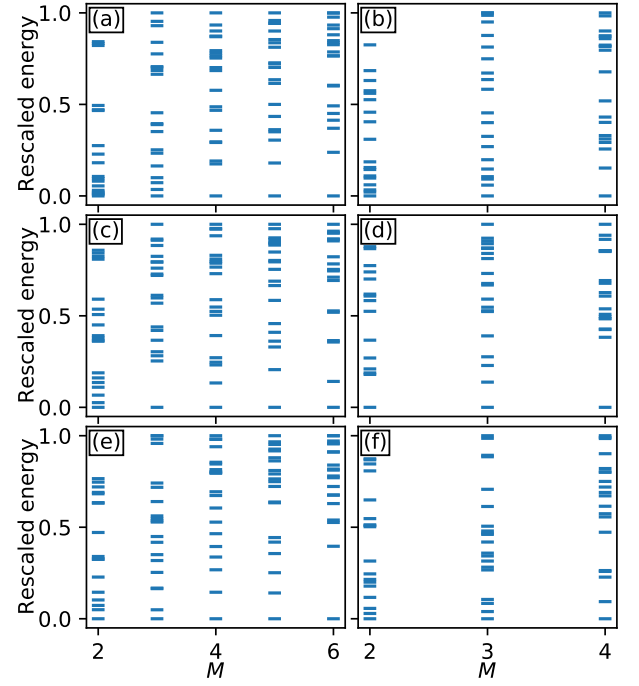 (a) (b)
1.0
Rescaled energy
0.5
0.0
(c) (d)
1.0
Rescaled energy
0.5
0.0
(e) (f)
1.0
Rescaled energy
0.5
0.0
2 4 6 2 3 4
M M